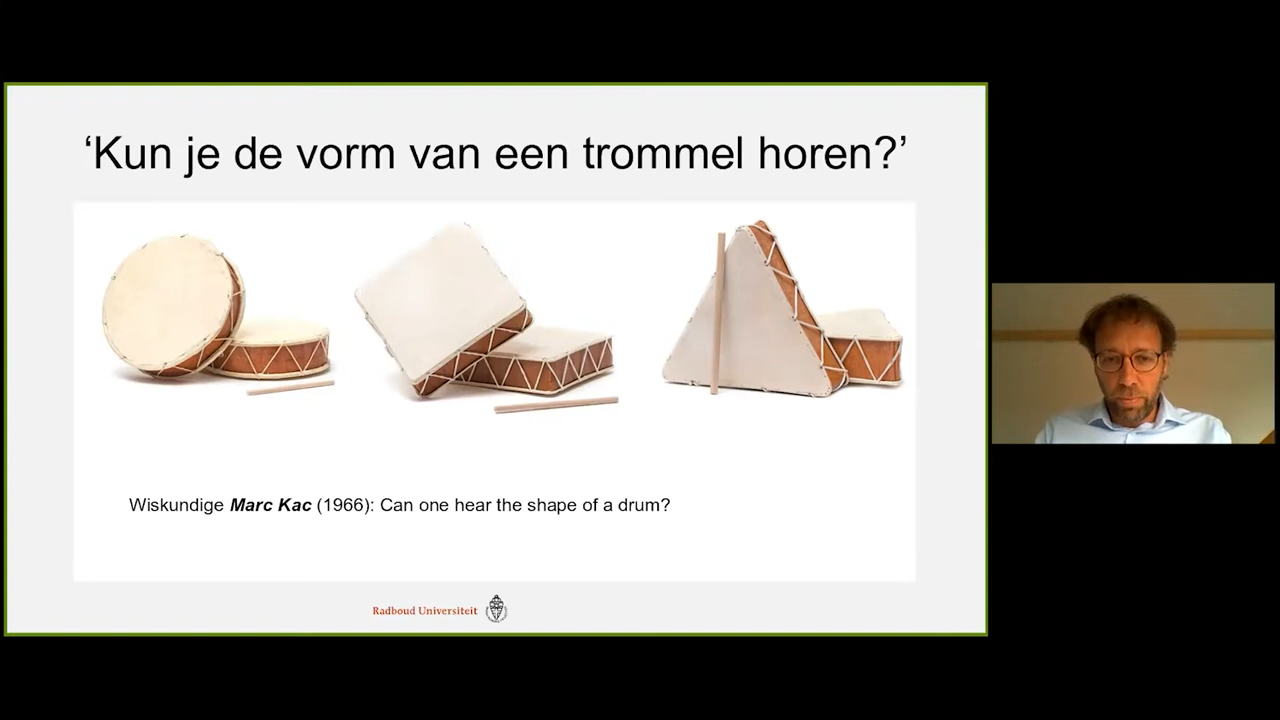 ‘Kun je de vorm van een trommel horen?’
Wiskundige Marc Kac (1966): Can one hear the shape of a drum?
Radboud Universiteit